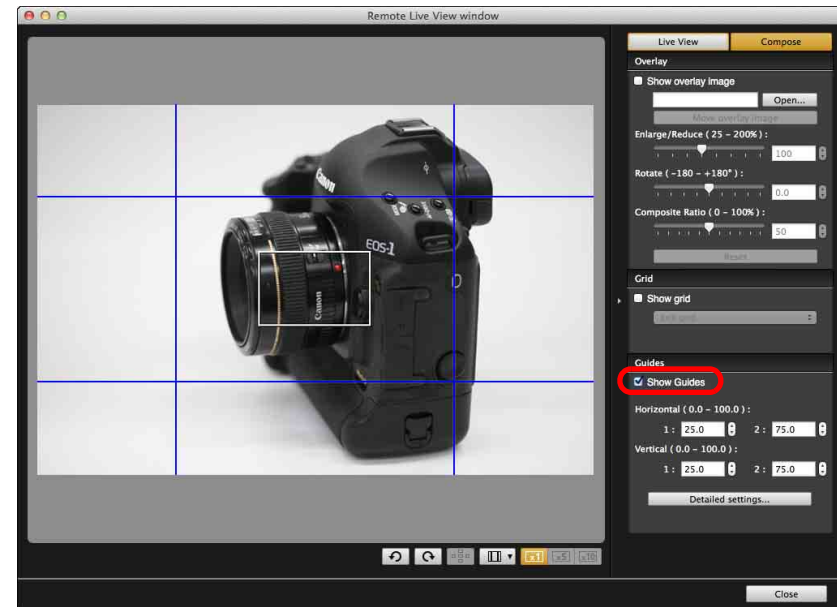 Remote Live View window
Live View
Compose
Overlay
Show overlay image
Open...
Move overlay image
Enlarge/Reduce ( 25 – 200% ) :
100
Rotate ( -180 – +180° ) :
0.0
Composite Ratio ( 0 – 100% ) :
50
Reset
Grid
Show grid
Guides
Show Guides
Horizontal ( 0.0 – 100.0 ) :
1 : 25.0 2 : 75.0
Vertical ( 0.0 – 100.0 ) :
1 : 25.0 2 : 75.0
Detailed settings...
Canon
EOS-1
Canon
x1 x5 x10
Close